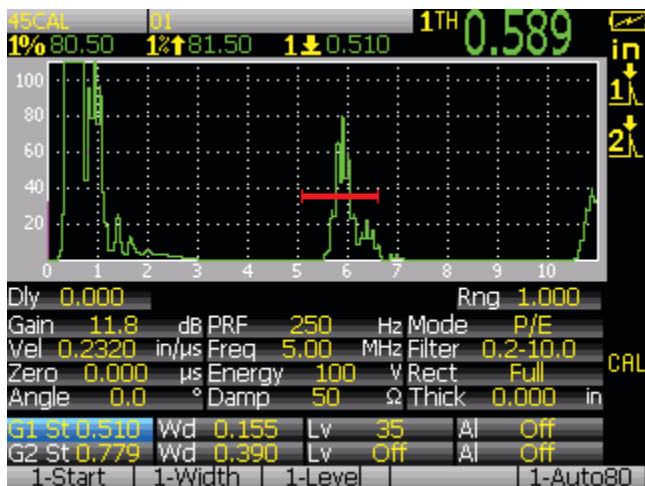 45CAL 01 1TH 0.589 in
1% 80.50 1%↑81.50 1↓0.510
1
2
100
80
60
40
20
0 1 2 3 4 5 6 7 8 9 10
Dly 0.000 Rng 1.000
Gain 11.8 dB PRF 250 Hz Mode P/E
Vel 0.2320 in/µs Freq 5.00 MHz Filter 0.2-10.0
CAL
Zero 0.000 µs Energy 100 V Rect Full
Angle 0.0 ° Damp 50 Ω Thick 0.000 in
G1 St 0.510 Wd 0.155 Lv 35 Al Off
G2 St 0.779 Wd 0.390 Lv Off Al Off
1-Start 1-Width 1-Level 1-Auto80